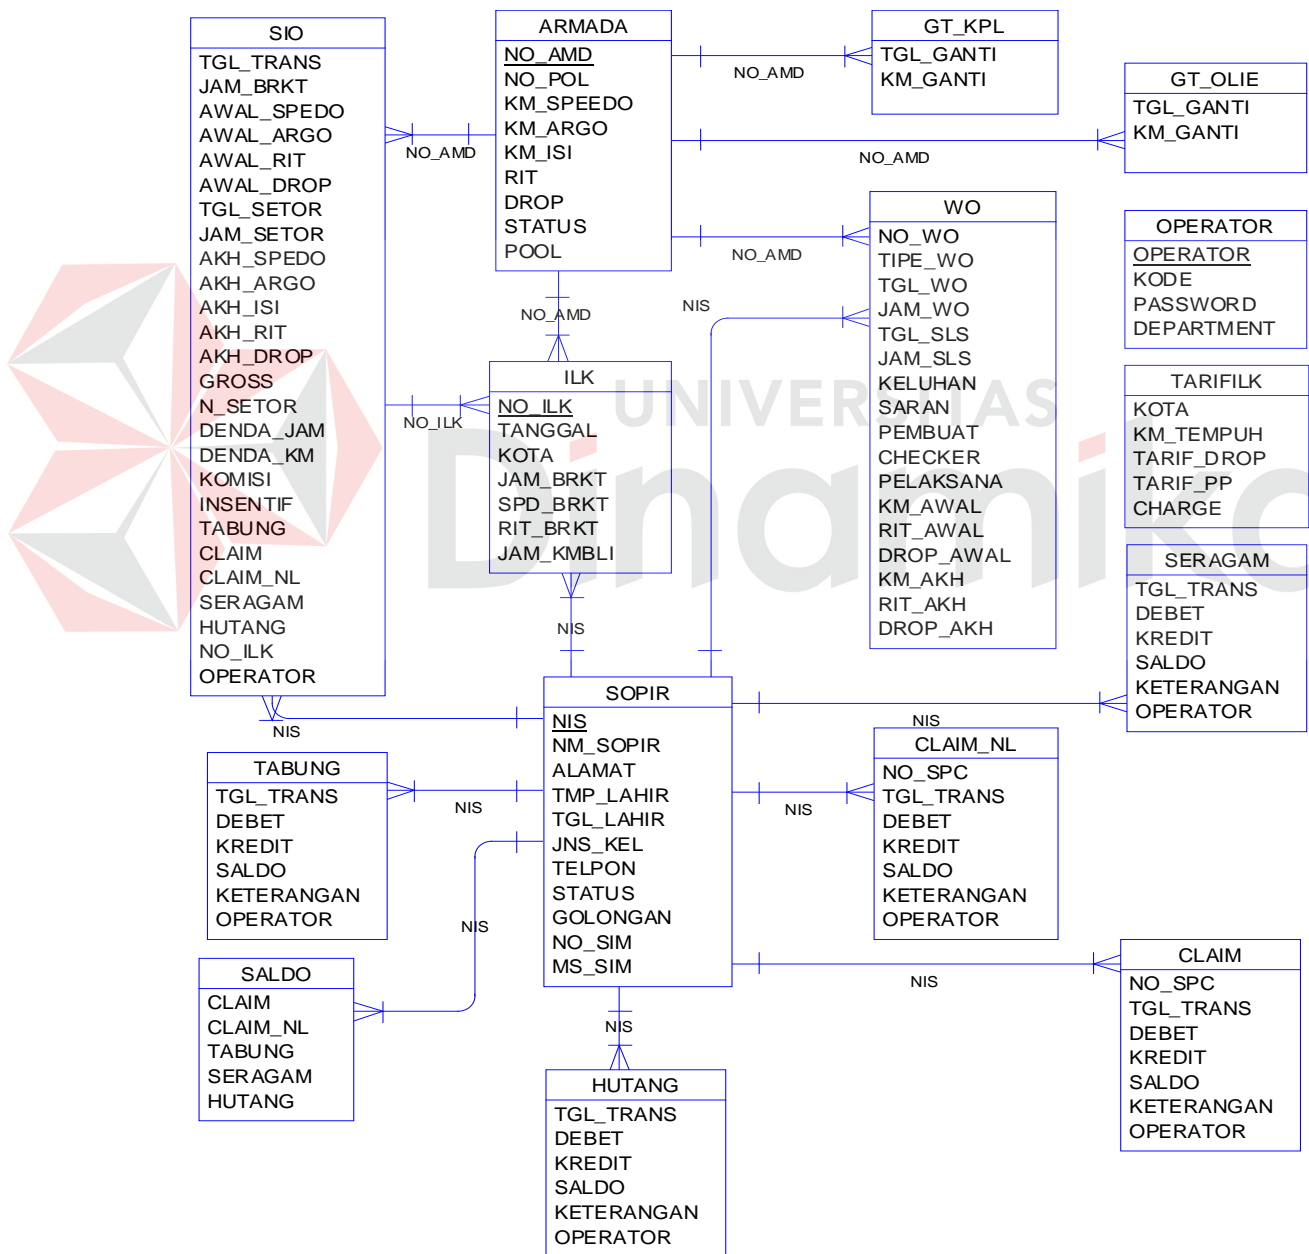 SIO
TGL_TRANS
JAM_BRKT
AWAL_SPEDO
AWAL_ARGO
AWAL_RIT
AWAL_DROP
TGL_SETOR
JAM_SETOR
AKH_SPEDO
AKH_ARGO
AKH_ISI
AKH_RIT
AKH_DROP
GROSS
N_SETOR
DENDA_JAM
DENDA_KM
KOMISI
INSENTIF
TABUNG
CLAIM
CLAIM_NL
SERAGAM
HUTANG
NO_ILK
OPERATOR
ARMADA
NO_AMD
NO_POL
KM_SPEEDO
KM_ARGO
KM_ISI
RIT
DROP
STATUS
POOL
GT_KPL
TGL_GANTI
KM_GANTI
GT_OLIE
TGL_GANTI
KM_GANTI
NO_AMD
NO_AMD
NO_AMD
NO_AMD
NO_AMD
NIS
WO
NO_WO
TIPE_WO
TGL_WO
JAM_WO
TGL_SLS
JAM_SLS
KELUHAN
SARAN
PEMBUAT
CHECKER
PELAKSANA
KM_AWAL
RIT_AWAL
DROP_AWAL
KM_AKH
RIT_AKH
DROP_AKH
OPERATOR
OPERATOR
KODE
PASSWORD
DEPARTMENT
TARIFILK
KOTA
KM_TEMPUH
TARIF_DROP
TARIF_PP
CHARGE
ILK
NO_ILK
TANGGAL
KOTA
JAM_BRKT
SPD_BRKT
RIT_BRKT
JAM_KMBLI
NO_ILK
UNIVERSITAS
Dinamika
SERAGAM
TGL_TRANS
DEBET
KREDIT
SALDO
KETERANGAN
OPERATOR
NIS
SOPIR
NIS
NM_SOPIR
ALAMAT
TMP_LAHIR
TGL_LAHIR
JNS_KEL
TELPON
STATUS
GOLONGAN
NO_SIM
MS_SIM
NIS
NIS
NIS
NIS
NIS
NIS
NIS
TABUNG
TGL_TRANS
DEBET
KREDIT
SALDO
KETERANGAN
OPERATOR
CLAIM_NL
NO_SPC
TGL_TRANS
DEBET
KREDIT
SALDO
KETERANGAN
OPERATOR
SALDO
CLAIM
CLAIM_NL
TABUNG
SERAGAM
HUTANG
CLAIM
NO_SPC
TGL_TRANS
DEBET
KREDIT
SALDO
KETERANGAN
OPERATOR
HUTANG
TGL_TRANS
DEBET
KREDIT
SALDO
KETERANGAN
OPERATOR